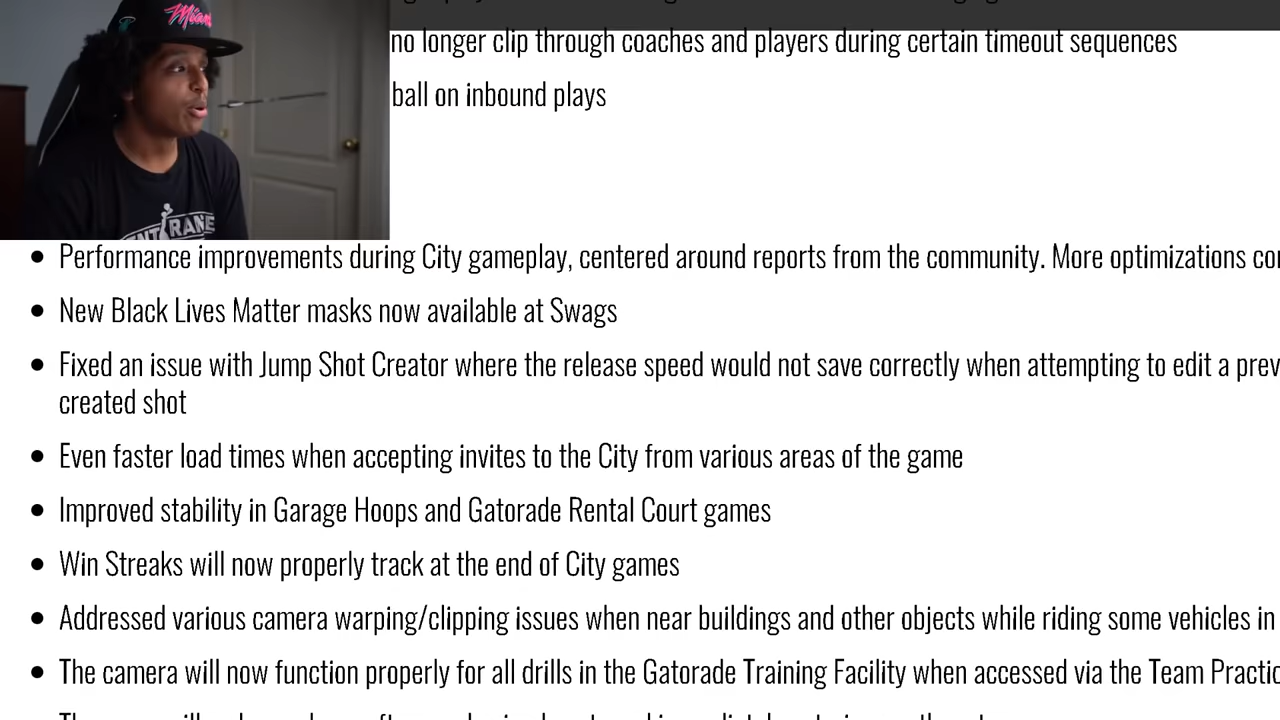 Miami
no longer clip through coaches and players during certain timeout sequences
ball on inbound plays
RANE
• Performance improvements during City gameplay, centered around reports from the community. More optimizations
• New Black Lives Matter masks now available at Swags
• Fixed an issue with Jump Shot Creator where the release speed would not save correctly when attempting to edit a prev
created shot
• Even faster load times when accepting invites to the City from various areas of the game
• Improved stability in Garage Hoops and Gatorade Rental Court games
• Win Streaks will now properly track at the end of City games
• Addressed various camera warping/clipping issues when near buildings and other objects while riding some vehicles in
• The camera will now function properly for all drills in the Gatorade Training Facility when accessed via the Team Practic